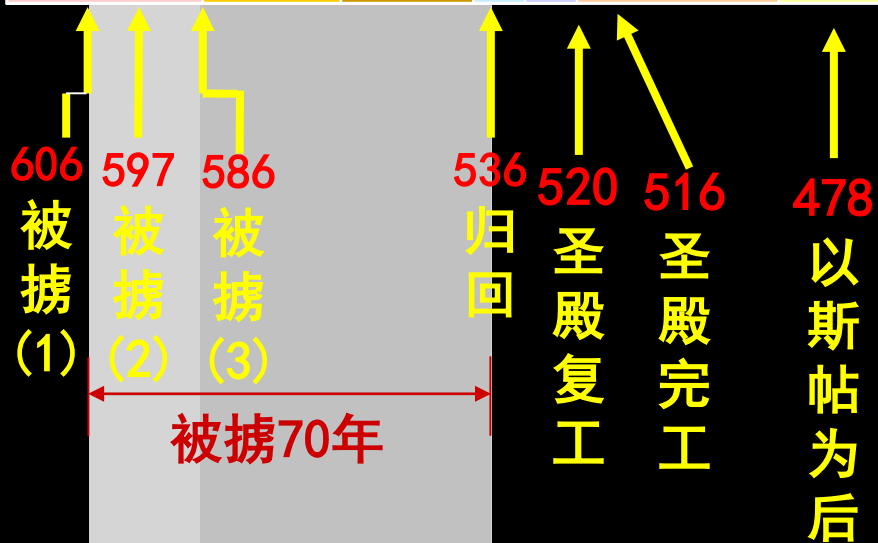 606
被掳(1)
597
被掳(2)
586
被掳(3)
536
归回
520
圣殿复工
516
圣殿完工
478
以斯帖为后
被掳70年